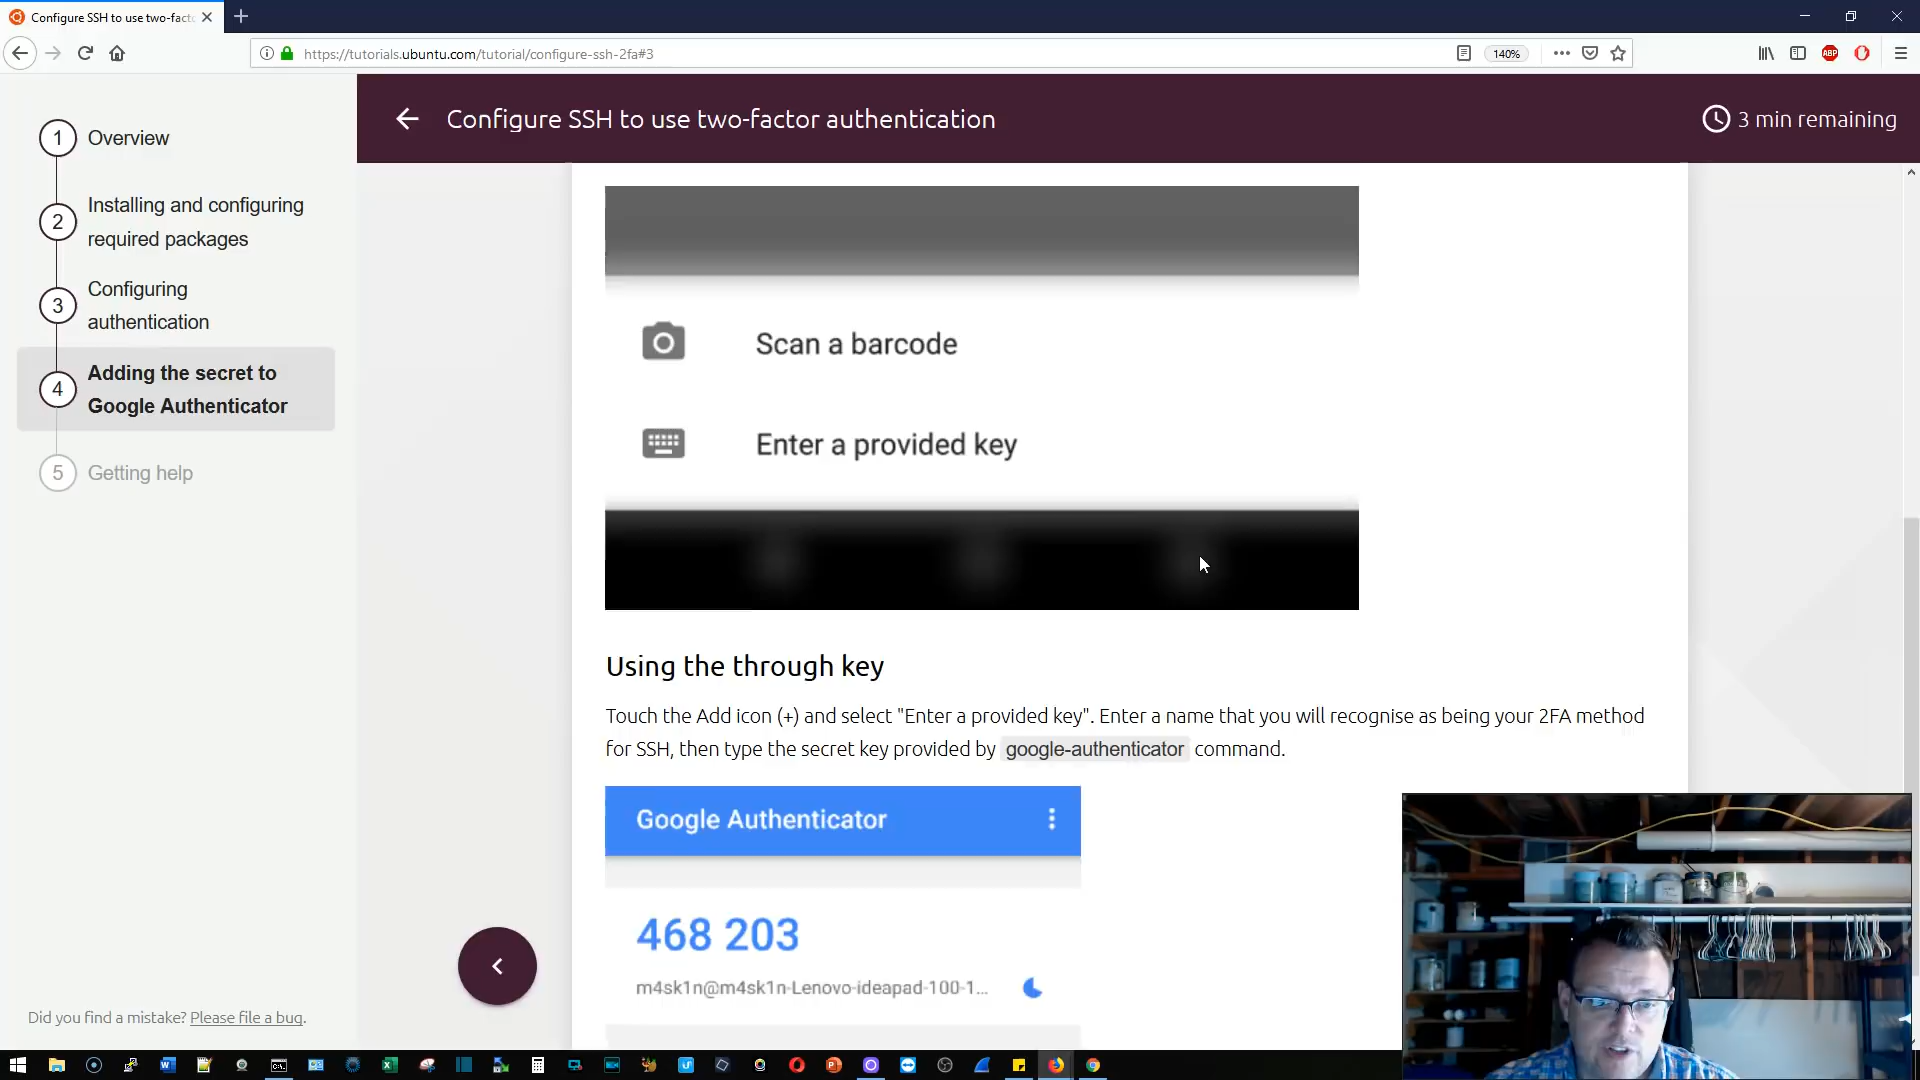 Configure SSH to use two-facto
https://tutorials.ubuntu.com/tutorial/configure-ssh-2fa#3
140%
ABP
Configure SSH to use two-factor authentication
3 min remaining
1 Overview
2 Installing and configuring
required packages
3 Configuring
authentication
4 Adding the secret to
Google Authenticator
5 Getting help
Scan a barcode
Enter a provided key
Using the through key
Touch the Add icon (+) and select "Enter a provided key". Enter a name that you will recognise as being your 2FA method
for SSH, then type the secret key provided by google-authenticator command.
Google Authenticator
468 203
m4sk1n@m4sk1n-Lenovo-ideapad-100-1...
Did you find a mistake? Please file a bug.